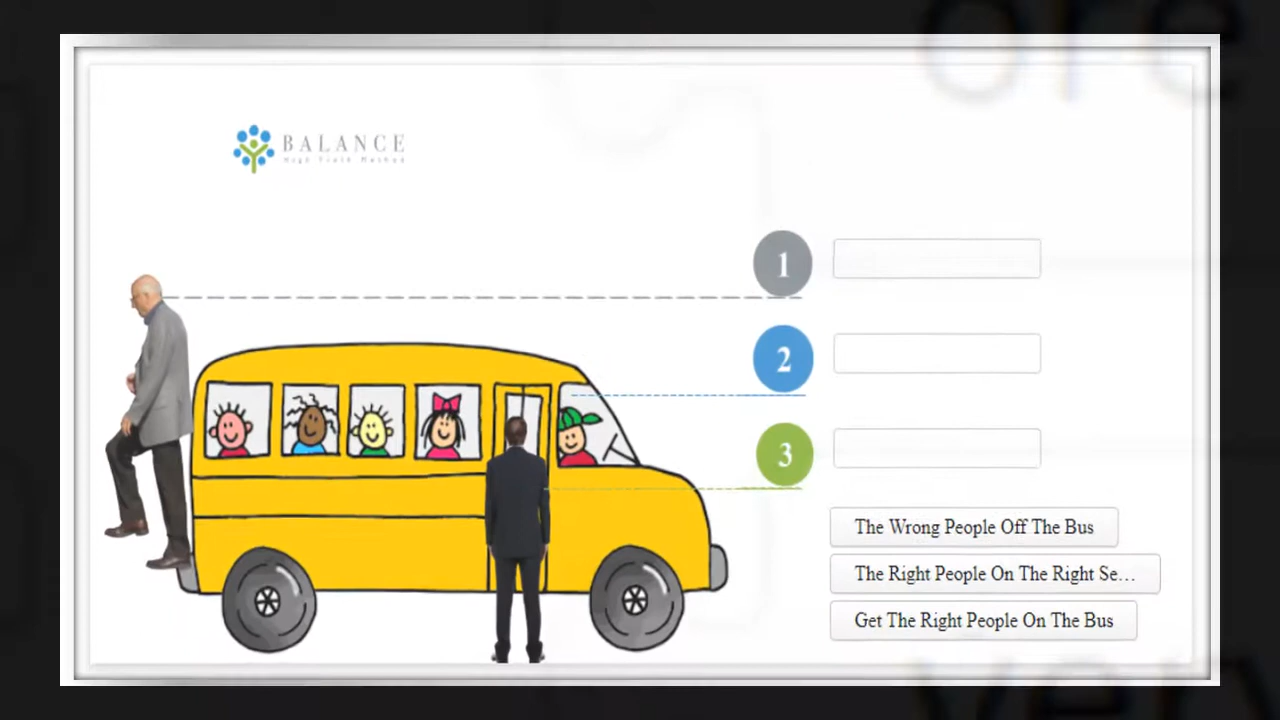 BALANCE
1
2
3
The Wrong People Off The Bus
The Right People On The Right Se…
Get The Right People On The Bus